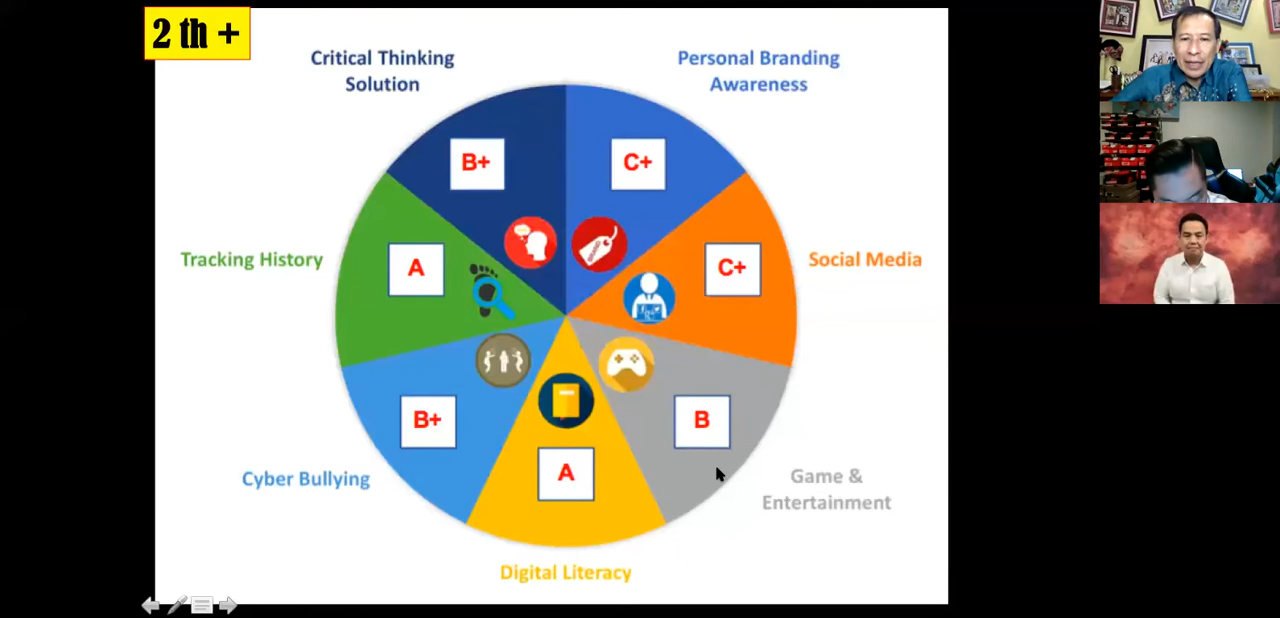 2 th +
Critical Thinking
Solution
Personal Branding
Awareness
B+
C+
Tracking History
A
C+
Social Media
B+
B
Cyber Bullying
A
Game &
Entertainment
Digital Literacy